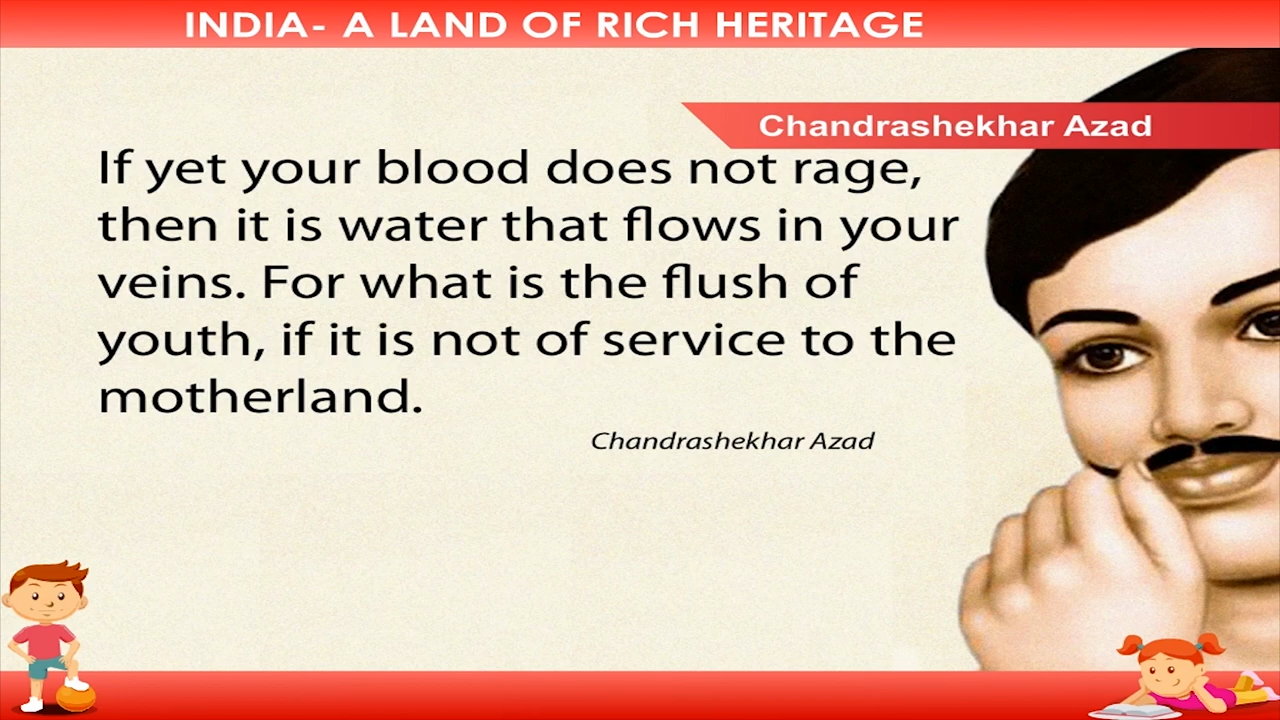 INDIA- A LAND OF RICH HERITAGE
Chandrashekhar Azad
If yet your blood does not rage,
then it is water that flows in your
veins. For what is the flush of
youth, if it is not of service to the
motherland.
Chandrashekhar Azad